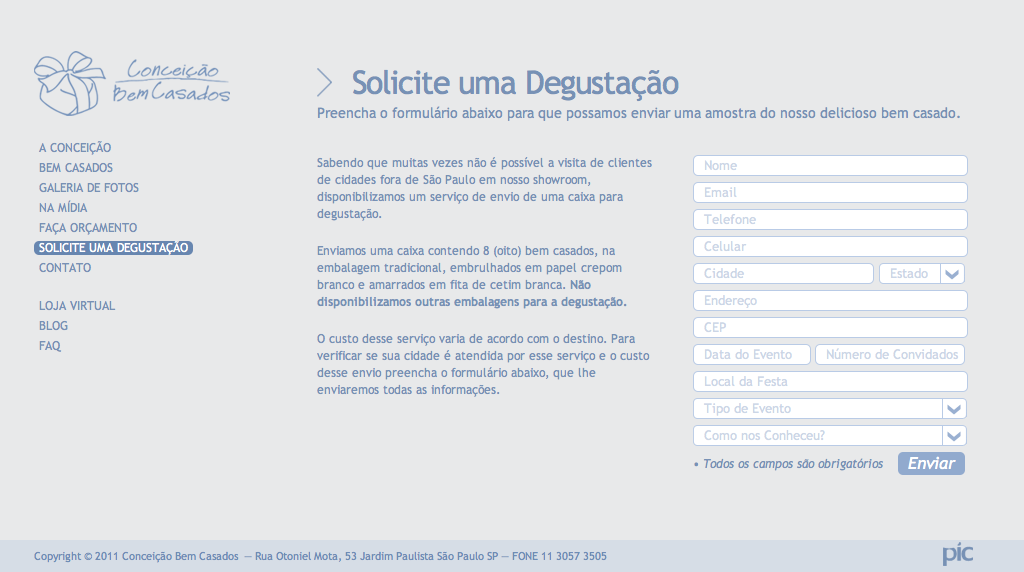 Conceição
Bem Casados
A CONCEIÇÃO
BEM CASADOS
GALERIA DE FOTOS
NA MÍDIA
FAÇA ORÇAMENTO
SOLICITE UMA DEGUSTAÇÃO
CONTATO
LOJA VIRTUAL
BLOG
FAQ
Solicite uma Degustação
Preencha o formulário abaixo para que possamos enviar uma amostra do nosso delicioso bem casado.
Sabendo que muitas vezes não é possível a visita de clientes
de cidades fora de São Paulo em nosso showroom,
disponibilizamos um serviço de envio de uma caixa para
degustação.
Enviamos uma caixa contendo 8 (oito) bem casados, na
embalagem tradicional, embrulhados em papel crepom
branco e amarrados em fita de cetim branca. Não
disponibilizamos outras embalagens para a degustação.
O custo desse serviço varia de acordo com o destino. Para
verificar se sua cidade é atendida por esse serviço e o custo
desse envio preencha o formulário abaixo, que lhe
enviaremos todas as informações.
Nome
Email
Telefone
Celular
Cidade Estado
Endereço
CEP
Data do Evento Número de Convidados
Local da Festa
Tipo de Evento
Como nos Conheceu?
• Todos os campos são obrigatórios Enviar
Copyright © 2011 Conceição Bem Casados — Rua Otoniel Mota, 53 Jardim Paulista São Paulo SP — FONE 11 3057 3505
pic